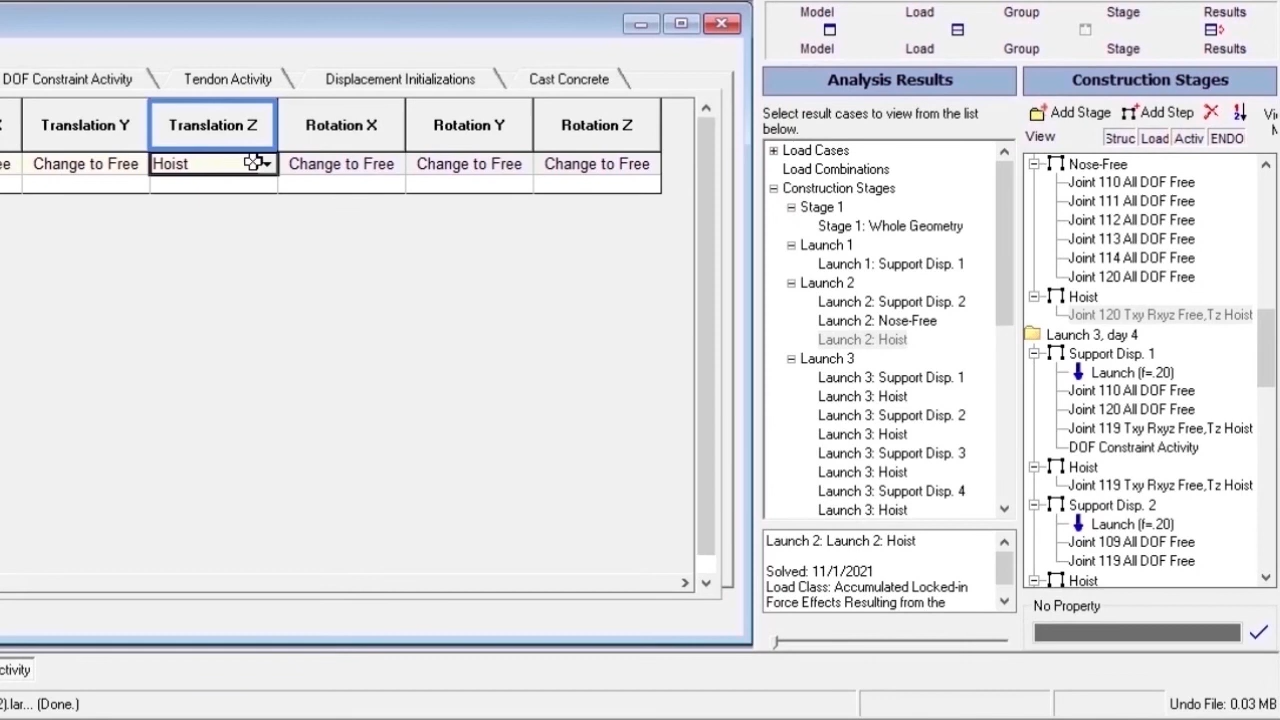 DOF Constraint Activity
Tendon Activity
Displacement Initializations
Cast Concrete
Translation Y
Translation Z
Rotation X
Rotation Y
Rotation Z
Change to Free
Hoist
Change to Free
Change to Free
Change to Free
ctivity
2).lar... (Done.)
Undo File: 0.03 MB
Model
Load
Group
Stage
Results
Model
Load
Group
Stage
Results
Analysis Results
Select result cases to view from the list
below.
Load Cases
Load Combinations
Construction Stages
Stage 1
Stage 1: Whole Geometry
Launch 1
Launch 1: Support Disp. 1
Launch 2
Launch 2: Support Disp. 2
Launch 2: Nose-Free
Launch 2: Hoist
Launch 3
Launch 3: Support Disp. 1
Launch 3: Hoist
Launch 3: Support Disp. 2
Launch 3: Hoist
Launch 3: Support Disp. 3
Launch 3: Hoist
Launch 3: Support Disp. 4
Launch 3: Hoist
Launch 2: Launch 2: Hoist
Solved: 11/1/2021
Load Class: Accumulated Locked-in
Force Effects Resulting from the
Construction Stages
Add Stage
Add Step
View
Struc
Load
Activ
ENDO
Nose-Free
Joint 110 All DOF Free
Joint 111 All DOF Free
Joint 112 All DOF Free
Joint 113 All DOF Free
Joint 114 All DOF Free
Joint 120 All DOF Free
Hoist
Joint 120 Txy Rxyz Free,Tz Hoist
Launch 3, day 4
Support Disp. 1
Launch (f=.20)
Joint 110 All DOF Free
Joint 120 All DOF Free
Joint 119 Txy Rxyz Free,Tz Hoist
DOF Constraint Activity
Hoist
Joint 119 Txy Rxyz Free,Tz Hoist
Support Disp. 2
Launch (f=.20)
Joint 109 All DOF Free
Joint 119 All DOF Free
Hoist
No Property